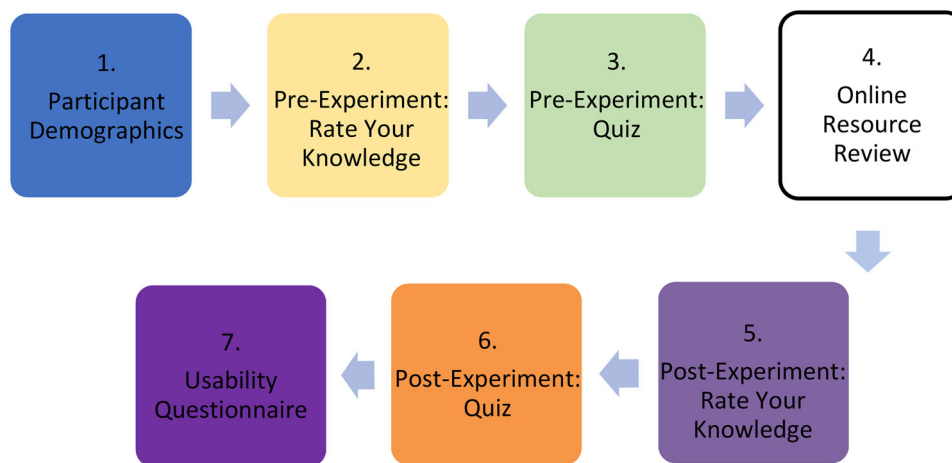 1.
Participant
Demographics
2.
Pre-Experiment:
Rate Your
Knowledge
3.
Pre-Experiment:
Quiz
4.
Online
Resource
Review
5.
Post-Experiment:
Rate Your
Knowledge
6.
Post-Experiment:
Quiz
7.
Usability
Questionnaire